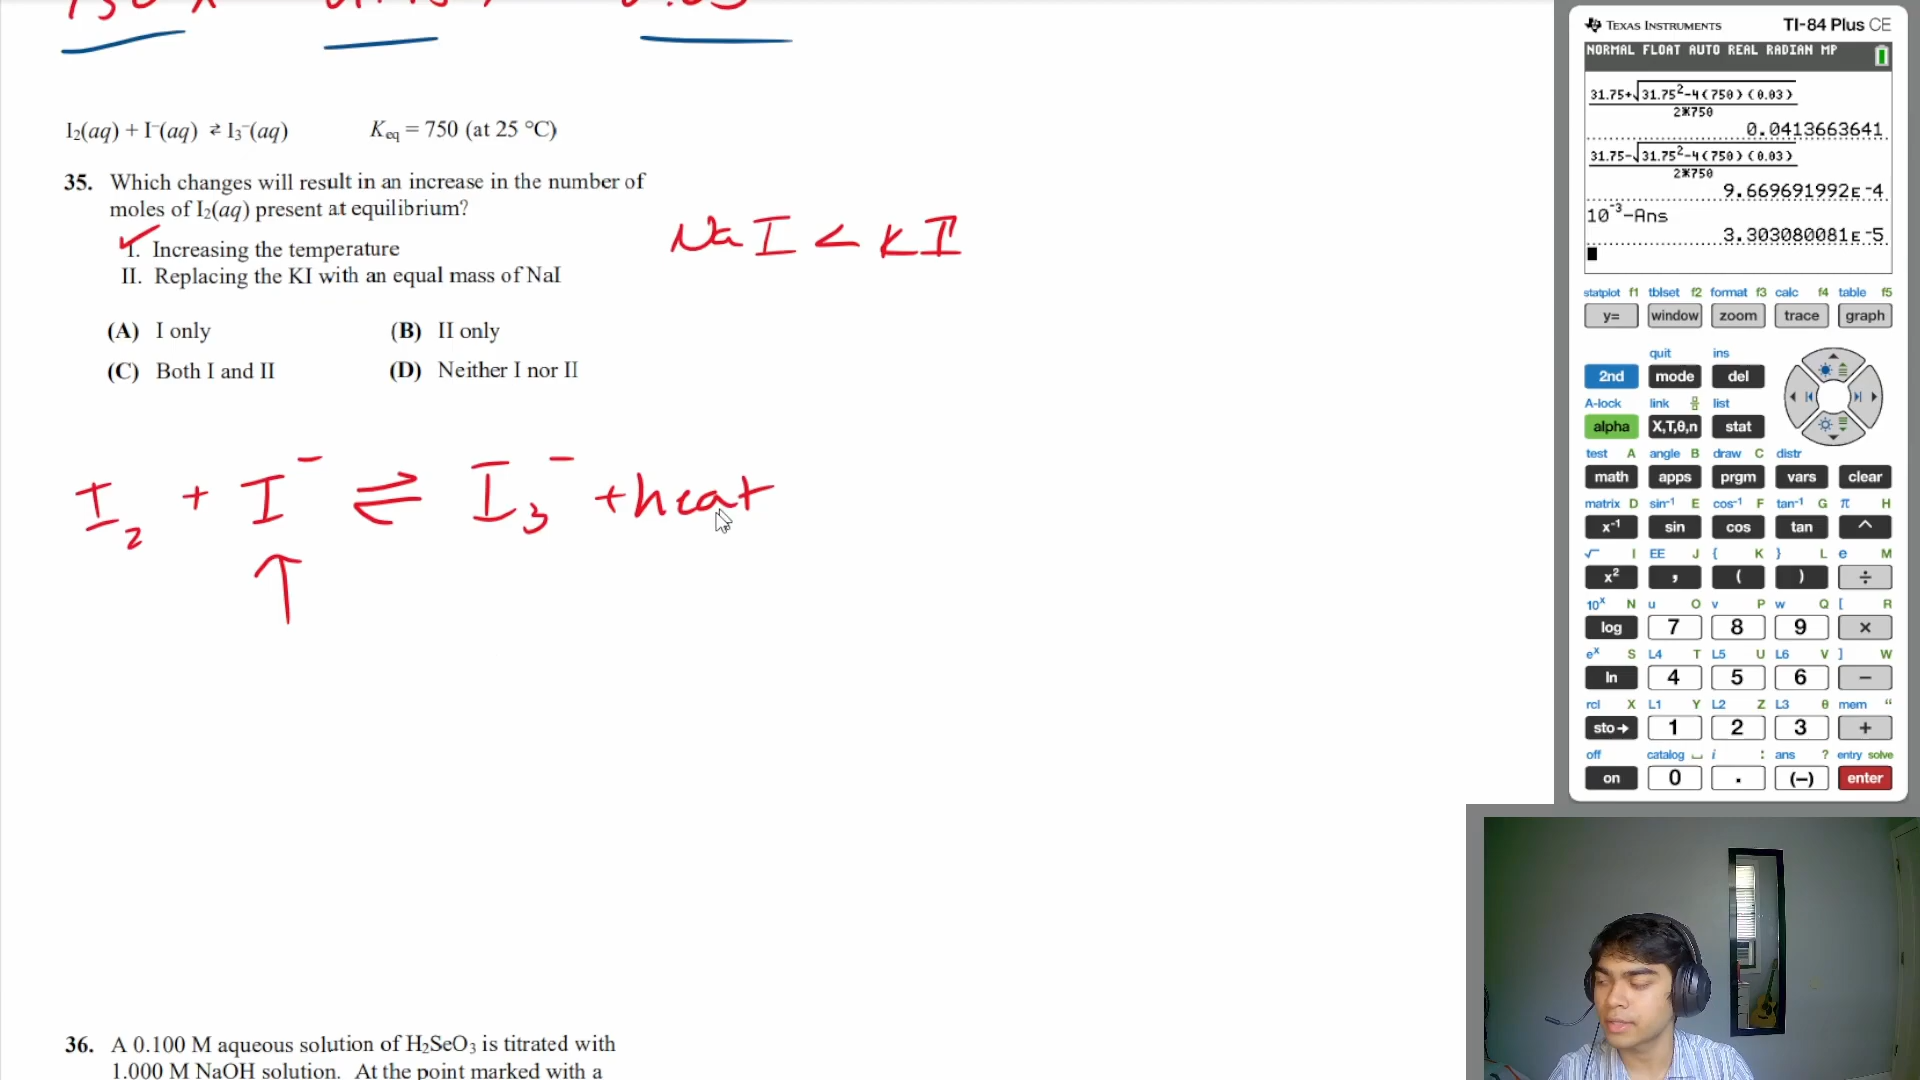 I₂(aq) + I⁻(aq) ⇌ I₃⁻(aq) Keq = 750 (at 25 °C)
35. Which changes will result in an increase in the number of
moles of I₂(aq) present at equilibrium?
I. Increasing the temperature
II. Replacing the KI with an equal mass of NaI
(A) I only (B) II only
(C) Both I and II (D) Neither I nor II
NaI < KI
I₂ + I⁻ ⇌ I₃⁻ + heat
↑
36. A 0.100 M aqueous solution of H₂SeO₃ is titrated with
1.000 M NaOH solution. At the point marked with a
TEXAS INSTRUMENTS TI-84 Plus CE
NORMAL FLOAT AUTO REAL RADIAN MP
31.75+√31.75²-4(750)(0.03)
2*750
0.0413663641
31.75-√31.75²-4(750)(0.03)
2*750
9.669691992E-4
10⁻³-Ans
3.303080081E-5
statplot f1 tblset f2 format f3 calc f4 table f5
y= window zoom trace graph
quit ins
2nd mode del
A-lock link list
alpha X,T,θ,n stat
test A angle B draw C distr
math apps prgm vars clear
matrix D sin⁻¹ E cos⁻¹ F tan⁻¹ G π H
x⁻¹ sin cos tan ^
√ I EE J { K } L e M
x² , ( ) ÷
10ˣ N u O v P w Q [ R
log 7 8 9 ×
eˣ S L4 T L5 U L6 V ] W
ln 4 5 6 −
rcl X L1 Y L2 Z L3 θ mem "
sto→ 1 2 3 +
off catalog ⎵ i : ans ? entry solve
on 0 . (−) enter